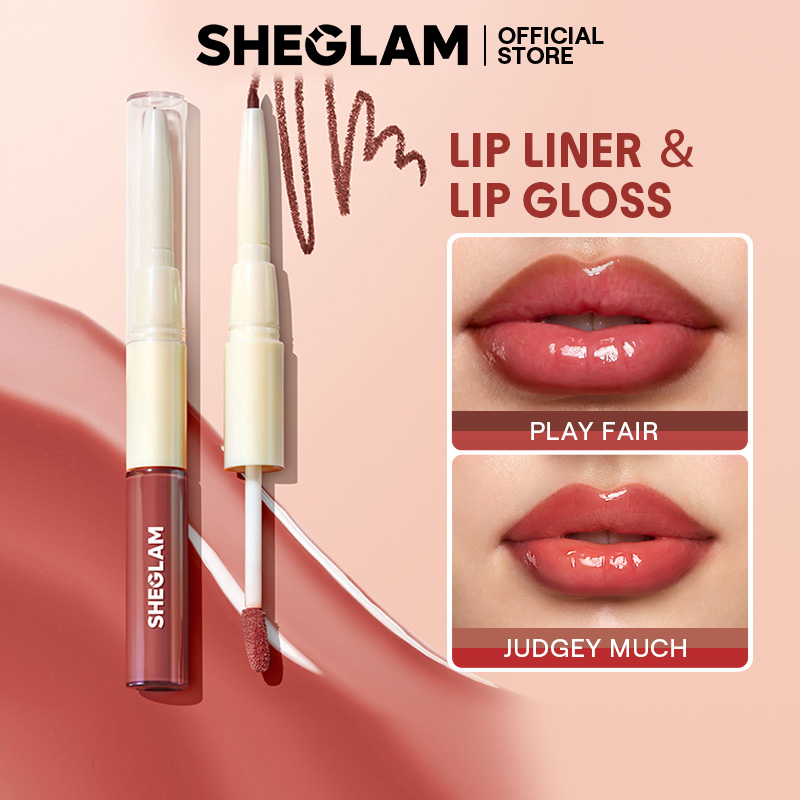 SHEGLAM
OFFICIAL
STORE
LIP LINER &
LIP GLOSS
PLAY FAIR
JUDGEY MUCH
SHEGLAM